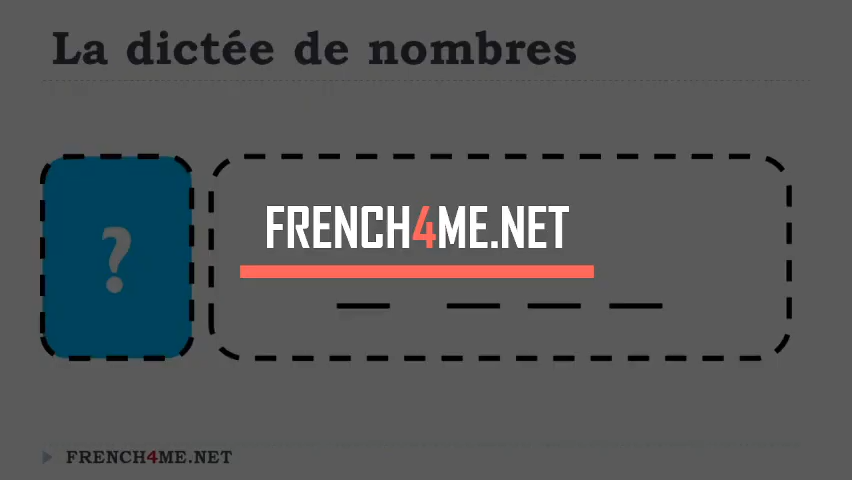 La dictée de nombres
?
FRENCH4ME.NET
FRENCH4ME.NET